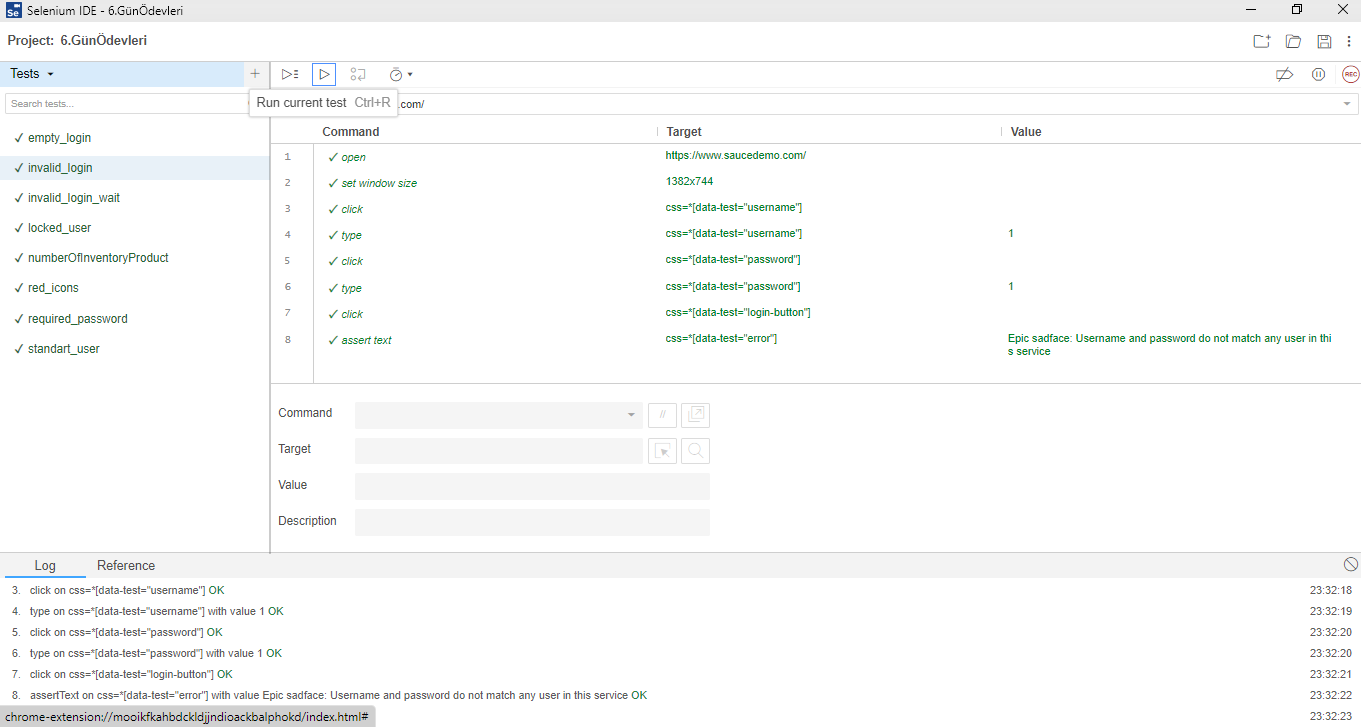 Se Selenium IDE - 6.GünÖdevleri
Project: 6.GünÖdevleri
Tests
REC
Search tests...
Run current test Ctrl+R
.com/
Command Target Value
empty_login
invalid_login
invalid_login_wait
locked_user
numberOfInventoryProduct
red_icons
required_password
standart_user
1 open https://www.saucedemo.com/
2 set window size 1382x744
3 click css=*[data-test="username"]
4 type css=*[data-test="username"] 1
5 click css=*[data-test="password"]
6 type css=*[data-test="password"] 1
7 click css=*[data-test="login-button"]
8 assert text css=*[data-test="error"] Epic sadface: Username and password do not match any user in thi
s service
Command //
Target
Value
Description
Log Reference
3. click on css=*[data-test="username"] OK 23:32:18
4. type on css=*[data-test="username"] with value 1 OK 23:32:19
5. click on css=*[data-test="password"] OK 23:32:20
6. type on css=*[data-test="password"] with value 1 OK 23:32:20
7. click on css=*[data-test="login-button"] OK 23:32:21
8. assertText on css=*[data-test="error"] with value Epic sadface: Username and password do not match any user in this service OK 23:32:22
chrome-extension://mooikfkahbdckldjjndioackbalphokd/index.html# 23:32:23